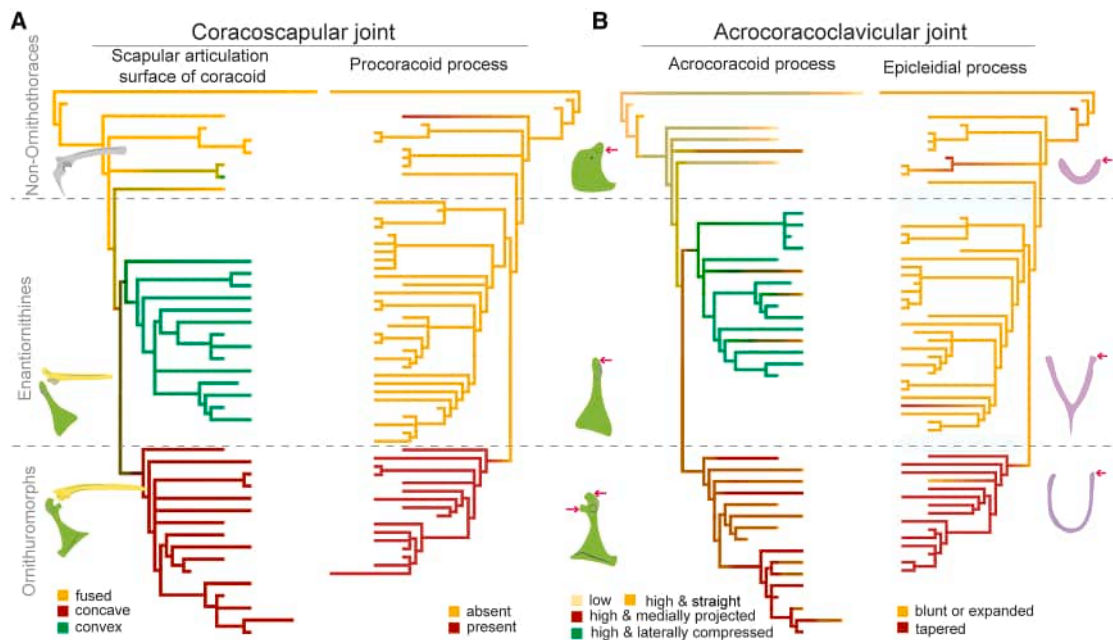 A
B
Coracoscapular joint
Acrocoracoclavicular joint
Scapular articulation
surface of coracoid
Procoracoid process
Acrocoracoid process
Epicleidial process
Non-Ornithothoraces
Enantiornithines
Ornithuromorphs
fused
concave
convex
absent
present
low
high & straight
high & medially projected
high & laterally compressed
blunt or expanded
tapered